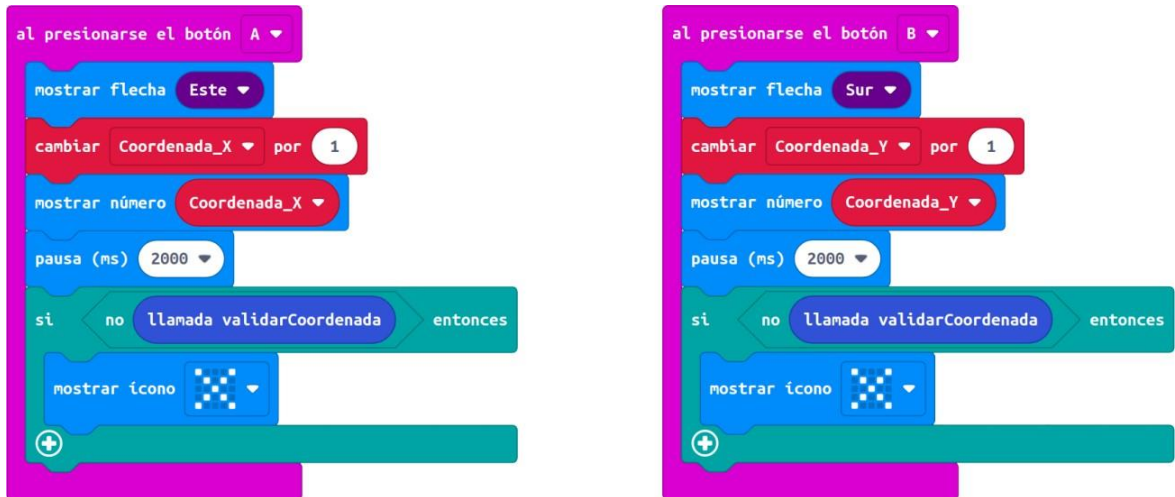 al presionarse el botón A
mostrar flecha Este
cambiar Coordenada_X por 1
mostrar número Coordenada_X
pausa (ms) 2000
si no llamada validarCoordenada entonces
mostrar ícono
al presionarse el botón B
mostrar flecha Sur
cambiar Coordenada_Y por 1
mostrar número Coordenada_Y
pausa (ms) 2000
si no llamada validarCoordenada entonces
mostrar ícono